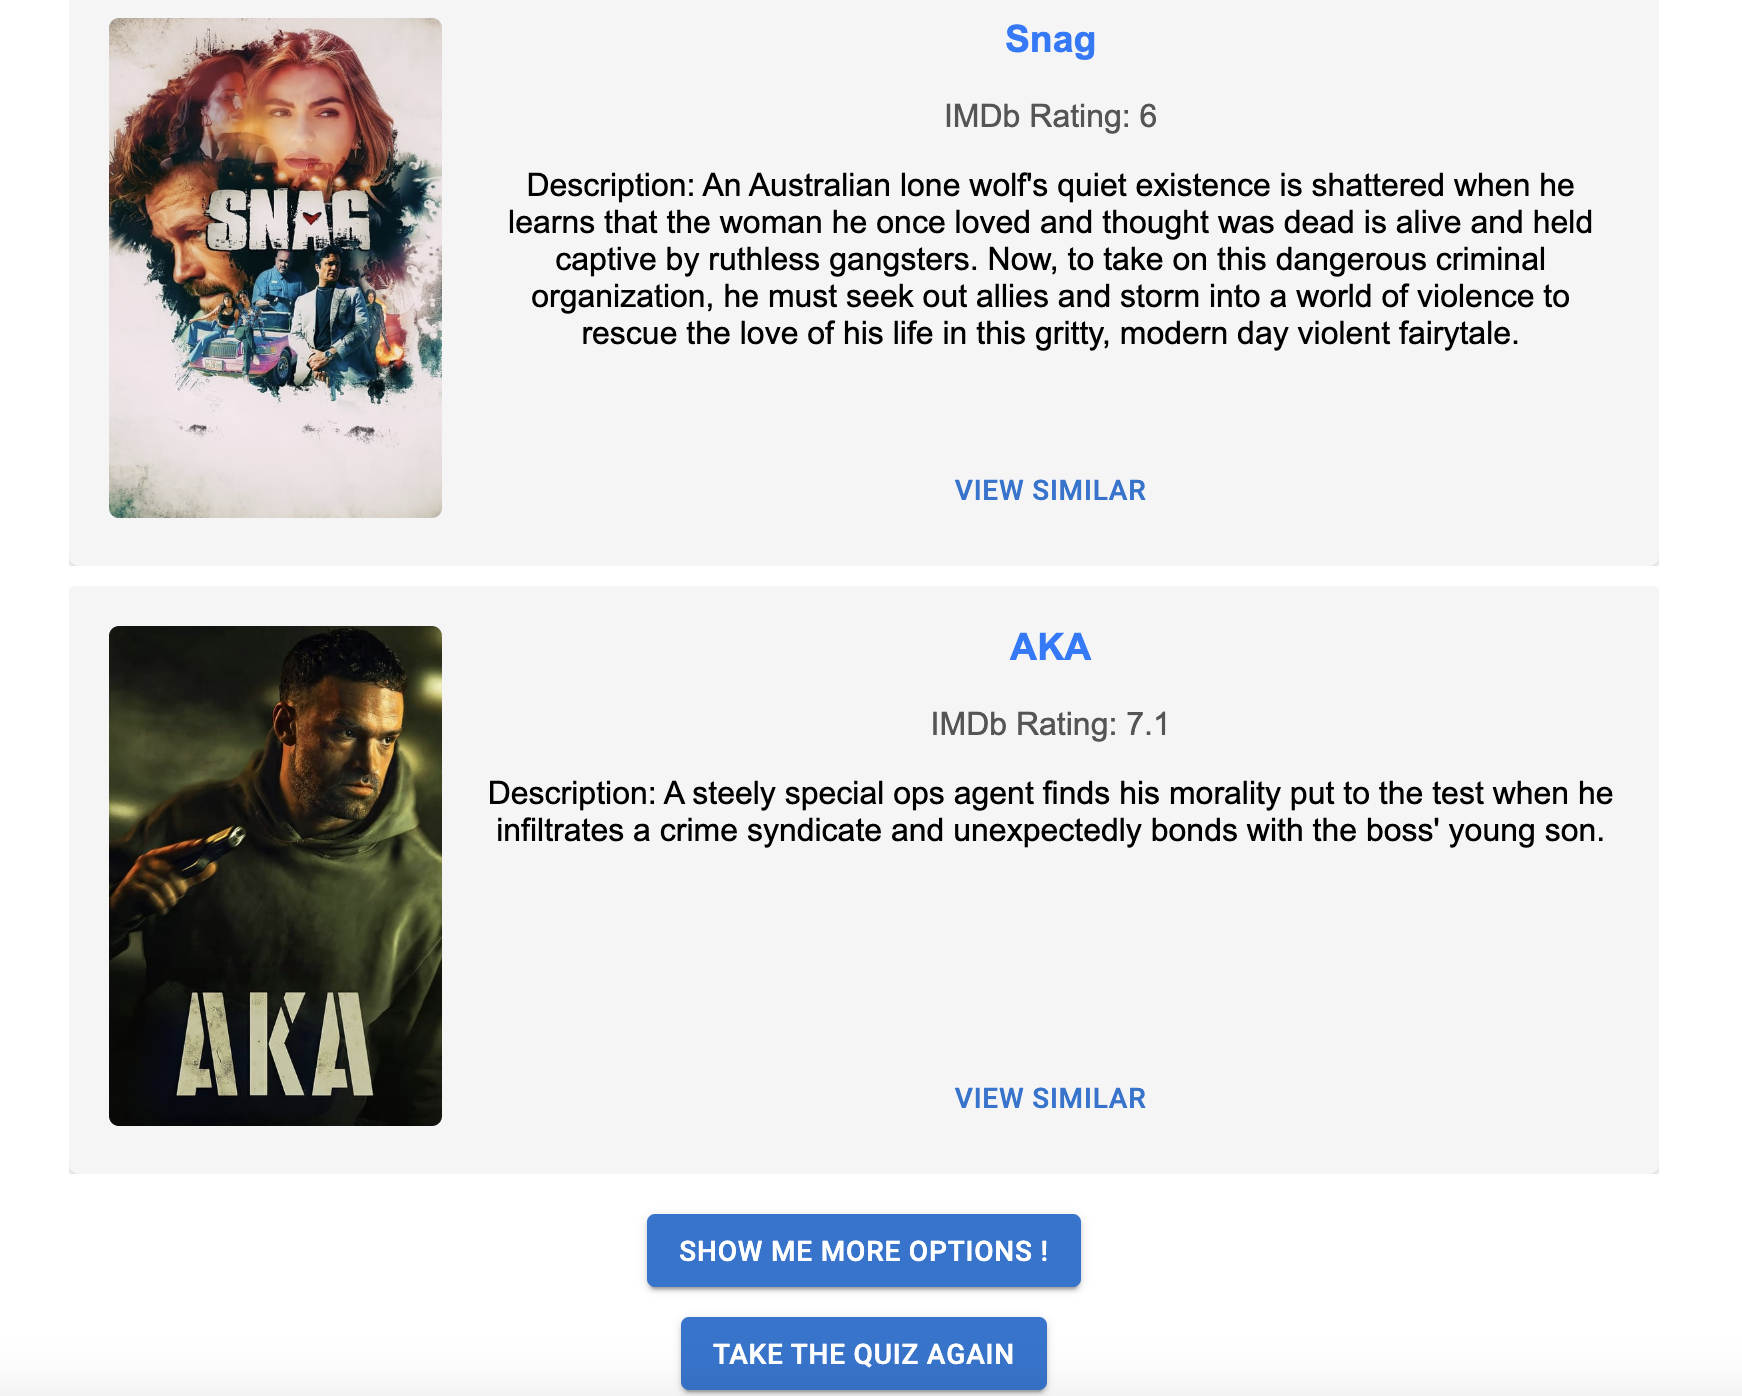 Snag
IMDb Rating: 6
Description: An Australian lone wolf's quiet existence is shattered when he
learns that the woman he once loved and thought was dead is alive and held
captive by ruthless gangsters. Now, to take on this dangerous criminal
organization, he must seek out allies and storm into a world of violence to
rescue the love of his life in this gritty, modern day violent fairytale.
SNAG
VIEW SIMILAR
AKA
IMDb Rating: 7.1
Description: A steely special ops agent finds his morality put to the test when he
infiltrates a crime syndicate and unexpectedly bonds with the boss' young son.
AKA
VIEW SIMILAR
SHOW ME MORE OPTIONS !
TAKE THE QUIZ AGAIN